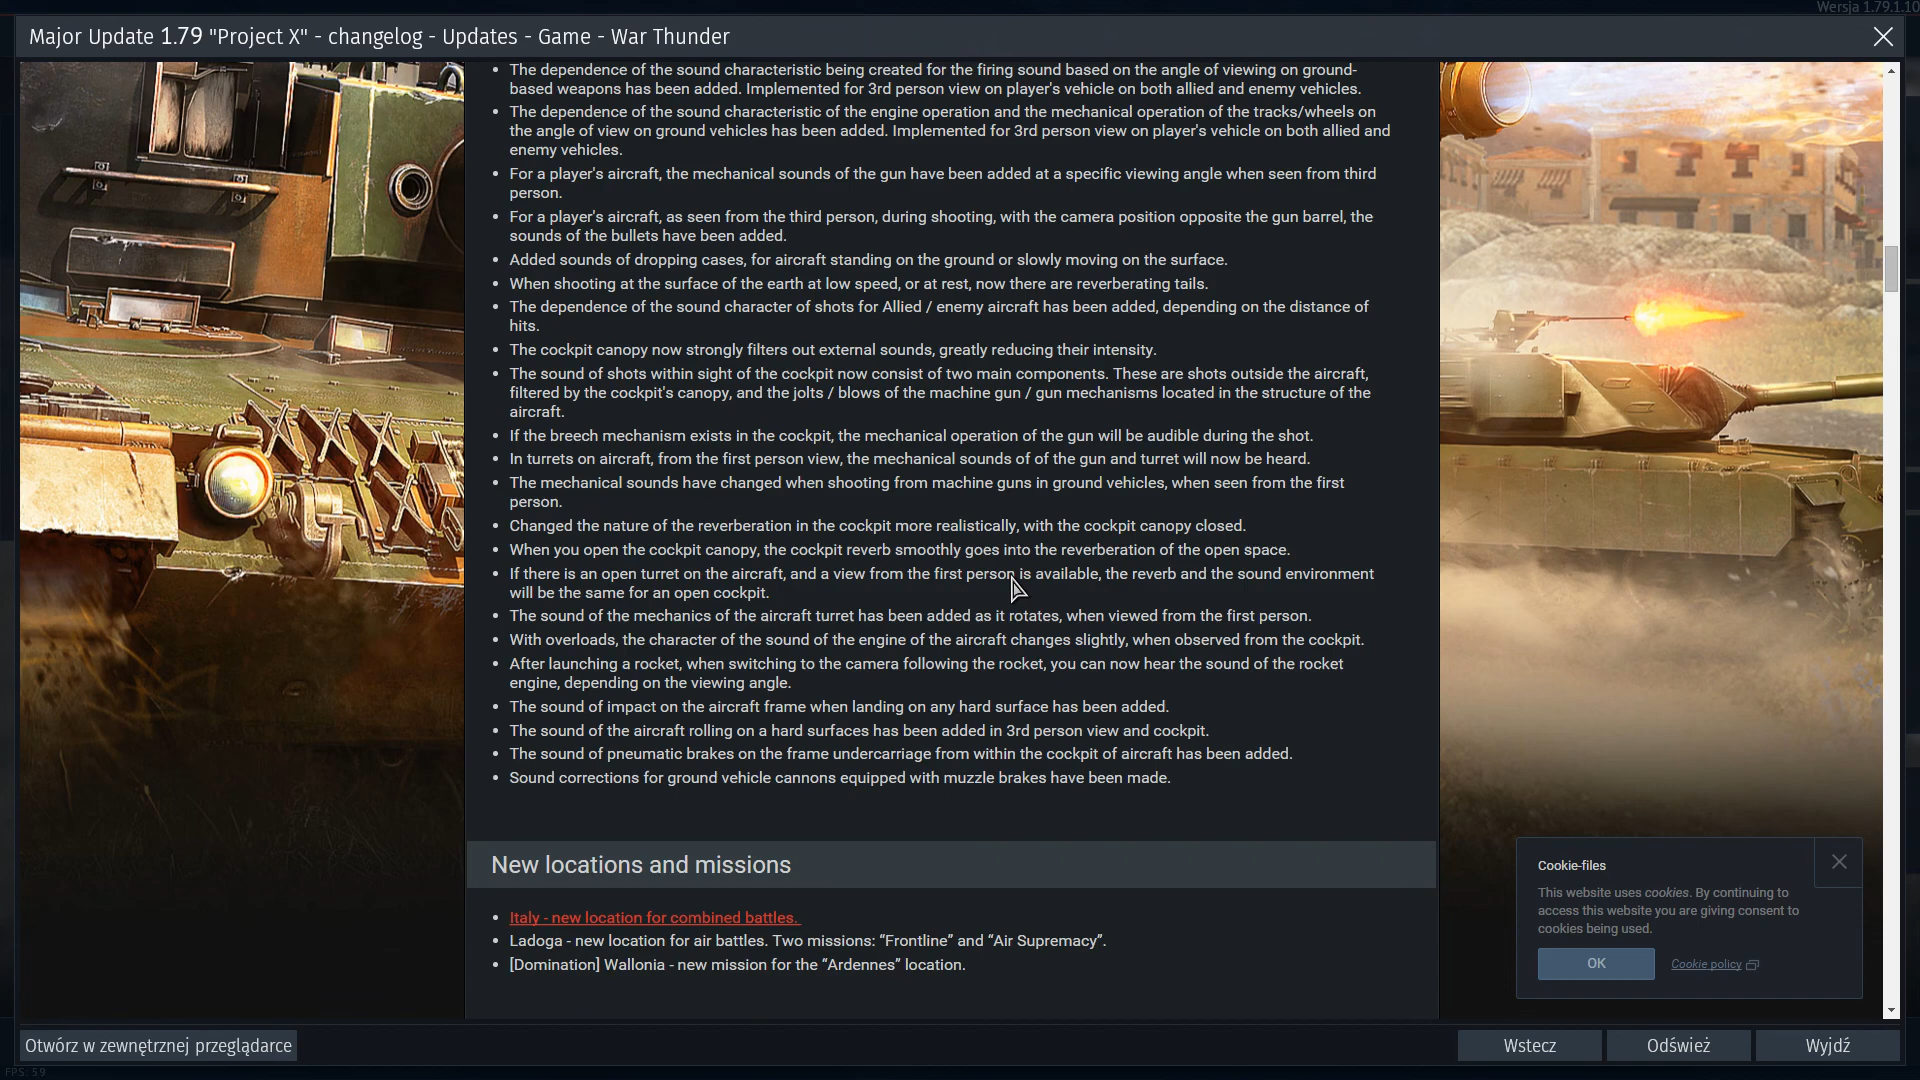 Wersja 1.79.1.10
Major Update 1.79 "Project X" - changelog - Updates - Game - War Thunder
• The dependence of the sound characteristic being created for the firing sound based on the angle of viewing on ground-
based weapons has been added. Implemented for 3rd person view on player's vehicle on both allied and enemy vehicles.
• The dependence of the sound characteristic of the engine operation and the mechanical operation of the tracks/wheels on
the angle of view on ground vehicles has been added. Implemented for 3rd person view on player's vehicle on both allied and
enemy vehicles.
• For a player's aircraft, the mechanical sounds of the gun have been added at a specific viewing angle when seen from third
person.
• For a player's aircraft, as seen from the third person, during shooting, with the camera position opposite the gun barrel, the
sounds of the bullets have been added.
• Added sounds of dropping cases, for aircraft standing on the ground or slowly moving on the surface.
• When shooting at the surface of the earth at low speed, or at rest, now there are reverberating tails.
• The dependence of the sound character of shots for Allied / enemy aircraft has been added, depending on the distance of
hits.
• The cockpit canopy now strongly filters out external sounds, greatly reducing their intensity.
• The sound of shots within sight of the cockpit now consist of two main components. These are shots outside the aircraft,
filtered by the cockpit's canopy, and the jolts / blows of the machine gun / gun mechanisms located in the structure of the
aircraft.
• If the breech mechanism exists in the cockpit, the mechanical operation of the gun will be audible during the shot.
• In turrets on aircraft, from the first person view, the mechanical sounds of of the gun and turret will now be heard.
• The mechanical sounds have changed when shooting from machine guns in ground vehicles, when seen from the first
person.
• Changed the nature of the reverberation in the cockpit more realistically, with the cockpit canopy closed.
• When you open the cockpit canopy, the cockpit reverb smoothly goes into the reverberation of the open space.
• If there is an open turret on the aircraft, and a view from the first person is available, the reverb and the sound environment
will be the same for an open cockpit.
• The sound of the mechanics of the aircraft turret has been added as it rotates, when viewed from the first person.
• With overloads, the character of the sound of the engine of the aircraft changes slightly, when observed from the cockpit.
• After launching a rocket, when switching to the camera following the rocket, you can now hear the sound of the rocket
engine, depending on the viewing angle.
• The sound of impact on the aircraft frame when landing on any hard surface has been added.
• The sound of the aircraft rolling on a hard surfaces has been added in 3rd person view and cockpit.
• The sound of pneumatic brakes on the frame undercarriage from within the cockpit of aircraft has been added.
• Sound corrections for ground vehicle cannons equipped with muzzle brakes have been made.
New locations and missions
• Italy - new location for combined battles.
• Ladoga - new location for air battles. Two missions: “Frontline” and “Air Supremacy”.
• [Domination] Wallonia - new mission for the “Ardennes” location.
Cookie-files
This website uses cookies. By continuing to
access this website you are giving consent to
cookies being used.
OK
Cookie policy
Otwórz w zewnętrznej przeglądarce
Wstecz
Odśwież
Wyjdź
FPS: 59